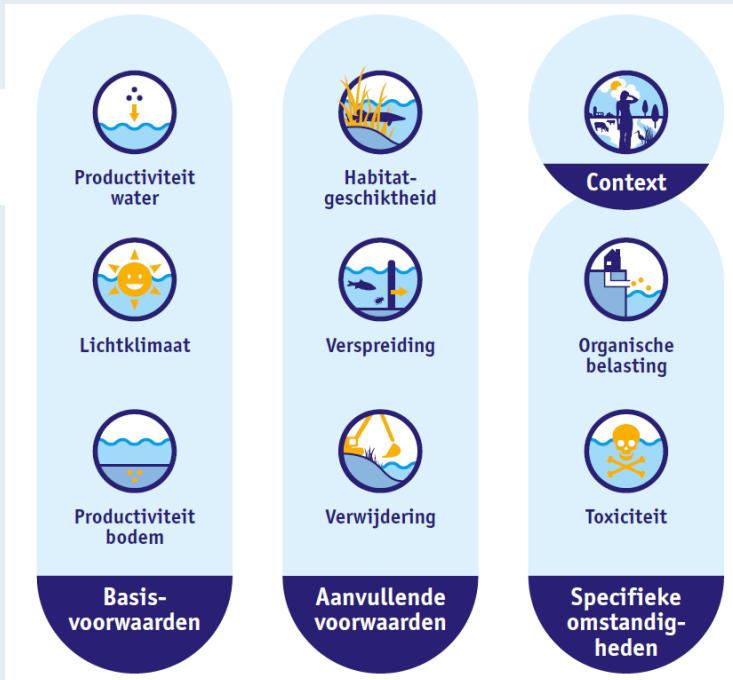 Productiviteit
water
Lichtklimaat
Productiviteit
bodem
Basis-
voorwaarden
Habitat-
geschiktheid
Verspreiding
Verwijdering
Aanvullende
voorwaarden
Context
Organische
belasting
Toxiciteit
Specifieke
omstandig-
heden